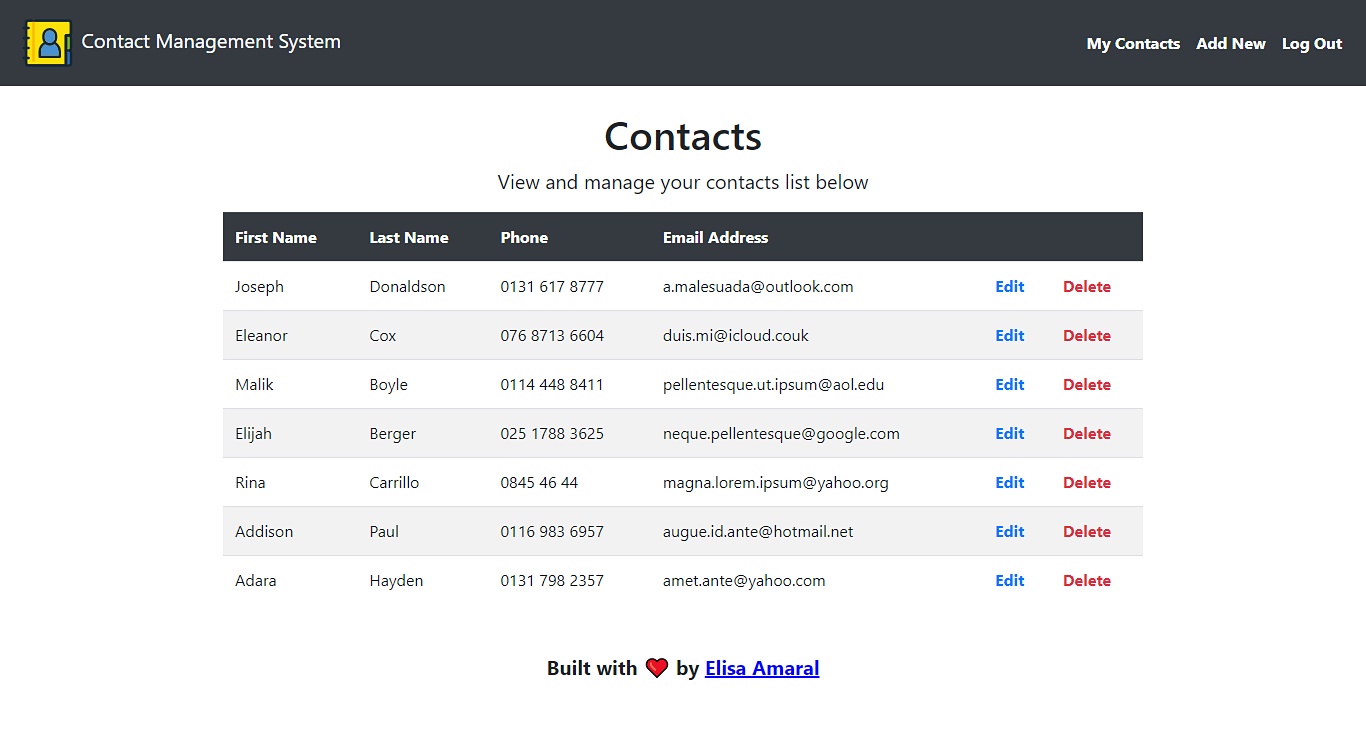 Contact Management System My Contacts Add New Log Out
Contacts
View and manage your contacts list below
First Name Last Name Phone Email Address
Joseph Donaldson 0131 617 8777 a.malesuada@outlook.com Edit Delete
Eleanor Cox 076 8713 6604 duis.mi@icloud.couk Edit Delete
Malik Boyle 0114 448 8411 pellentesque.ut.ipsum@aol.edu Edit Delete
Elijah Berger 025 1788 3625 neque.pellentesque@google.com Edit Delete
Rina Carrillo 0845 46 44 magna.lorem.ipsum@yahoo.org Edit Delete
Addison Paul 0116 983 6957 augue.id.ante@hotmail.net Edit Delete
Adara Hayden 0131 798 2357 amet.ante@yahoo.com Edit Delete
Built with ❤️ by Elisa Amaral